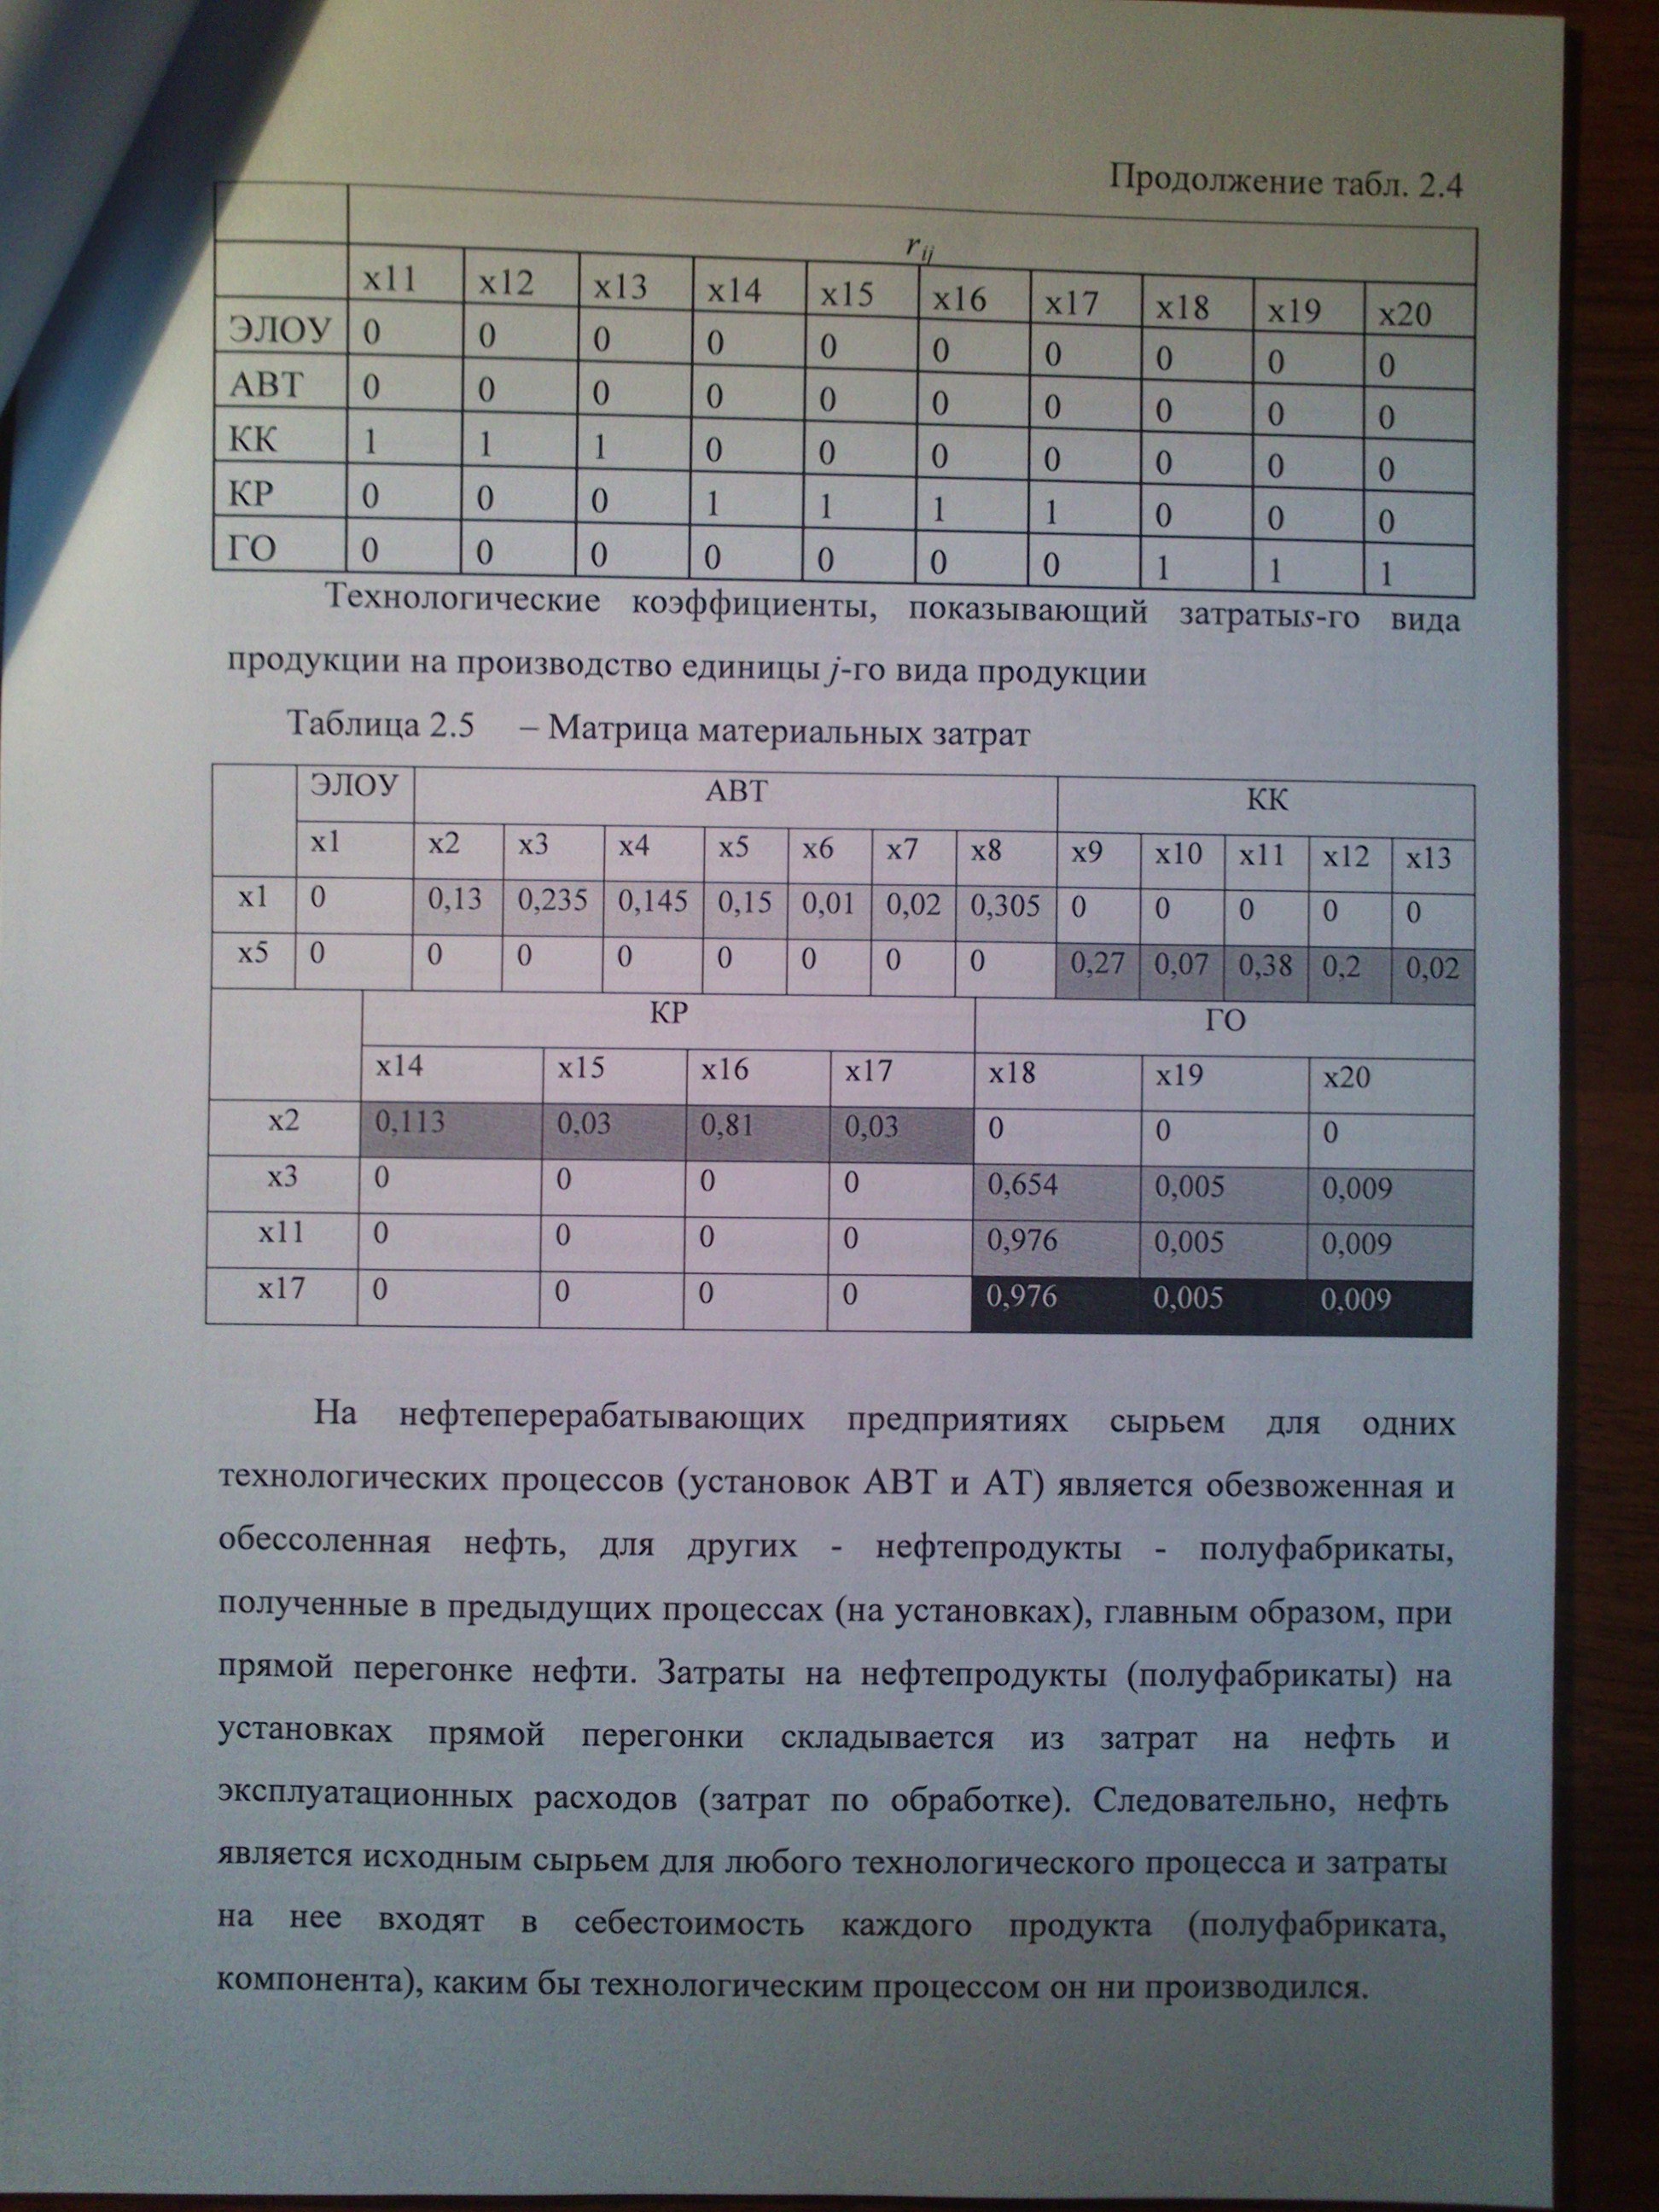 Продолжение табл. 2.4
r ij
x11 x12 x13 x14 x15 x16 x17 x18 x19 x20
ЭЛОУ 0 0 0 0 0 0 0 0 0 0
АВТ 0 0 0 0 0 0 0 0 0 0
КК 1 1 1 0 0 0 0 0 0 0
КР 0 0 0 1 1 1 1 0 0 0
ГО 0 0 0 0 0 0 0 1 1 1
Технологические коэффициенты, показывающий затратыs-го вида
продукции на производство единицы j-го вида продукции
Таблица 2.5 – Матрица материальных затрат
ЭЛОУ АВТ КК
x1 x2 x3 x4 x5 x6 x7 x8 x9 x10 x11 x12 x13
x1 0 0,13 0,235 0,145 0,15 0,01 0,02 0,305 0 0 0 0 0
x5 0 0 0 0 0 0 0 0 0,27 0,07 0,38 0,2 0,02
КР ГО
x14 x15 x16 x17 x18 x19 x20
x2 0,113 0,03 0,81 0,03 0 0 0
x3 0 0 0 0 0,654 0,005 0,009
x11 0 0 0 0 0,976 0,005 0,009
x17 0 0 0 0 0,976 0,005 0,009
На нефтеперерабатывающих предприятиях сырьем для одних
технологических процессов (установок АВТ и АТ) является обезвоженная и
обессоленная нефть, для других - нефтепродукты - полуфабрикаты,
полученные в предыдущих процессах (на установках), главным образом, при
прямой перегонке нефти. Затраты на нефтепродукты (полуфабрикаты) на
установках прямой перегонки складывается из затрат на нефть и
эксплуатационных расходов (затрат по обработке). Следовательно, нефть
является исходным сырьем для любого технологического процесса и затраты
на нее входят в себестоимость каждого продукта (полуфабриката,
компонента), каким бы технологическим процессом он ни производился.